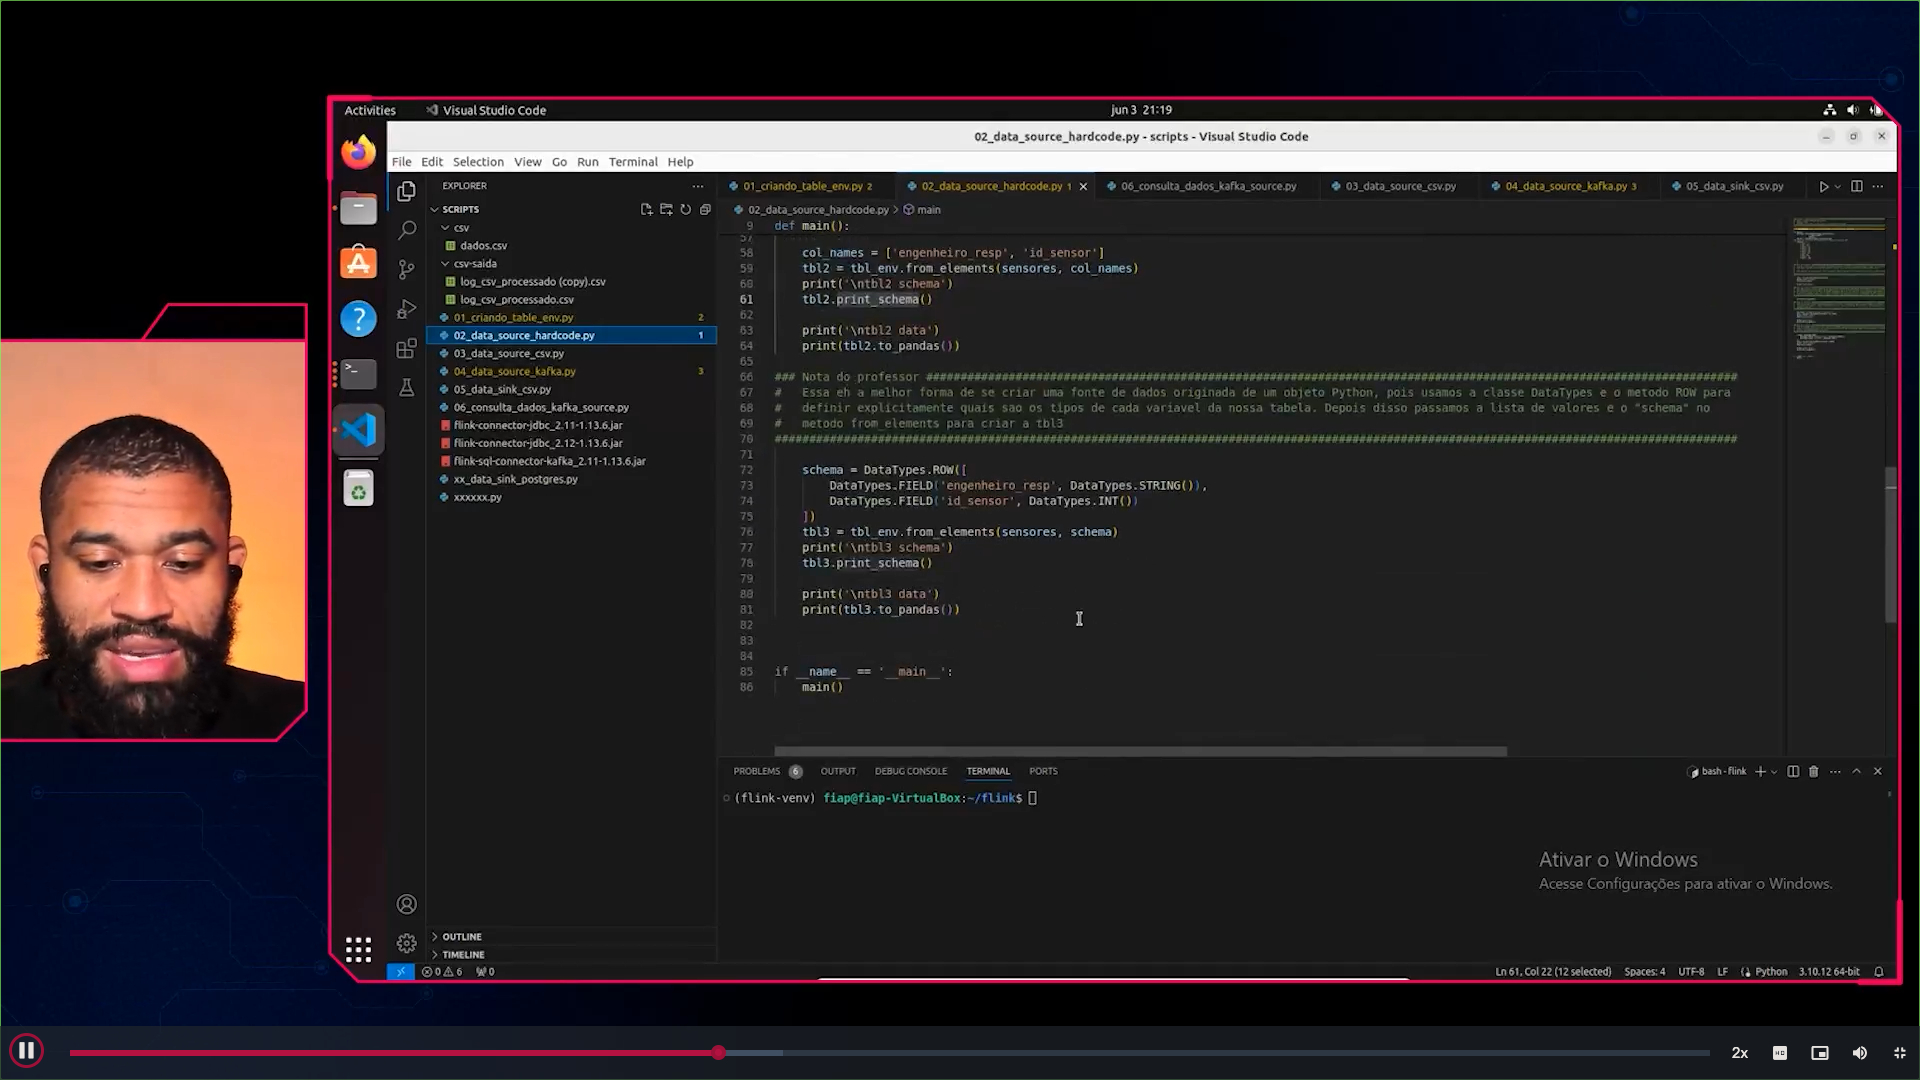 Activities
Visual Studio Code
jun 3 21:19
02_data_source_hardcode.py - scripts - Visual Studio Code
File Edit Selection View Go Run Terminal Help
EXPLORER
SCRIPTS
csv
dados.csv
csv-saida
log_csv_processado (copy).csv
log_csv_processado.csv
01_criando_table_env.py 2
02_data_source_hardcode.py 1
03_data_source_csv.py
04_data_source_kafka.py 3
05_data_sink_csv.py
06_consulta_dados_kafka_source.py
flink-connector-jdbc_2.11-1.13.6.jar
flink-connector-jdbc_2.12-1.13.6.jar
flink-sql-connector-kafka_2.11-1.13.6.jar
xx_data_sink_postgres.py
xxxxxx.py
OUTLINE
TIMELINE
01_criando_table_env.py 2
02_data_source_hardcode.py 1
06_consulta_dados_kafka_source.py
03_data_source_csv.py
04_data_source_kafka.py 3
05_data_sink_csv.py
02_data_source_hardcode.py > main
9 def main():
57
58 col_names = ['engenheiro_resp', 'id_sensor']
59 tbl2 = tbl_env.from_elements(sensores, col_names)
60 print('\ntbl2 schema')
61 tbl2.print_schema()
62
63 print('\ntbl2 data')
64 print(tbl2.to_pandas())
65
66 ### Nota do professor ########################################################################################################################
67 # Essa eh a melhor forma de se criar uma fonte de dados originada de um objeto Python, pois usamos a classe DataTypes e o metodo ROW para
68 # definir explicitamente quais sao os tipos de cada variavel da nossa tabela. Depois disso passamos a lista de valores e o "schema" no
69 # metodo from_elements para criar a tbl3
70 ##############################################################################################################################################
71
72 schema = DataTypes.ROW([
73 DataTypes.FIELD('engenheiro_resp', DataTypes.STRING()),
74 DataTypes.FIELD('id_sensor', DataTypes.INT())
75 ])
76 tbl3 = tbl_env.from_elements(sensores, schema)
77 print('\ntbl3 schema')
78 tbl3.print_schema()
79
80 print('\ntbl3 data')
81 print(tbl3.to_pandas())
82
83
84
85 if __name__ == '__main__':
86 main()
PROBLEMS 6 OUTPUT DEBUG CONSOLE TERMINAL PORTS
bash - flink
(flink-venv) fiap@fiap-VirtualBox:~/flink$
Ativar o Windows
Acesse Configurações para ativar o Windows.
0 6 0
Ln 61, Col 22 (12 selected) Spaces: 4 UTF-8 LF Python 3.10.12 64-bit
2x
HD